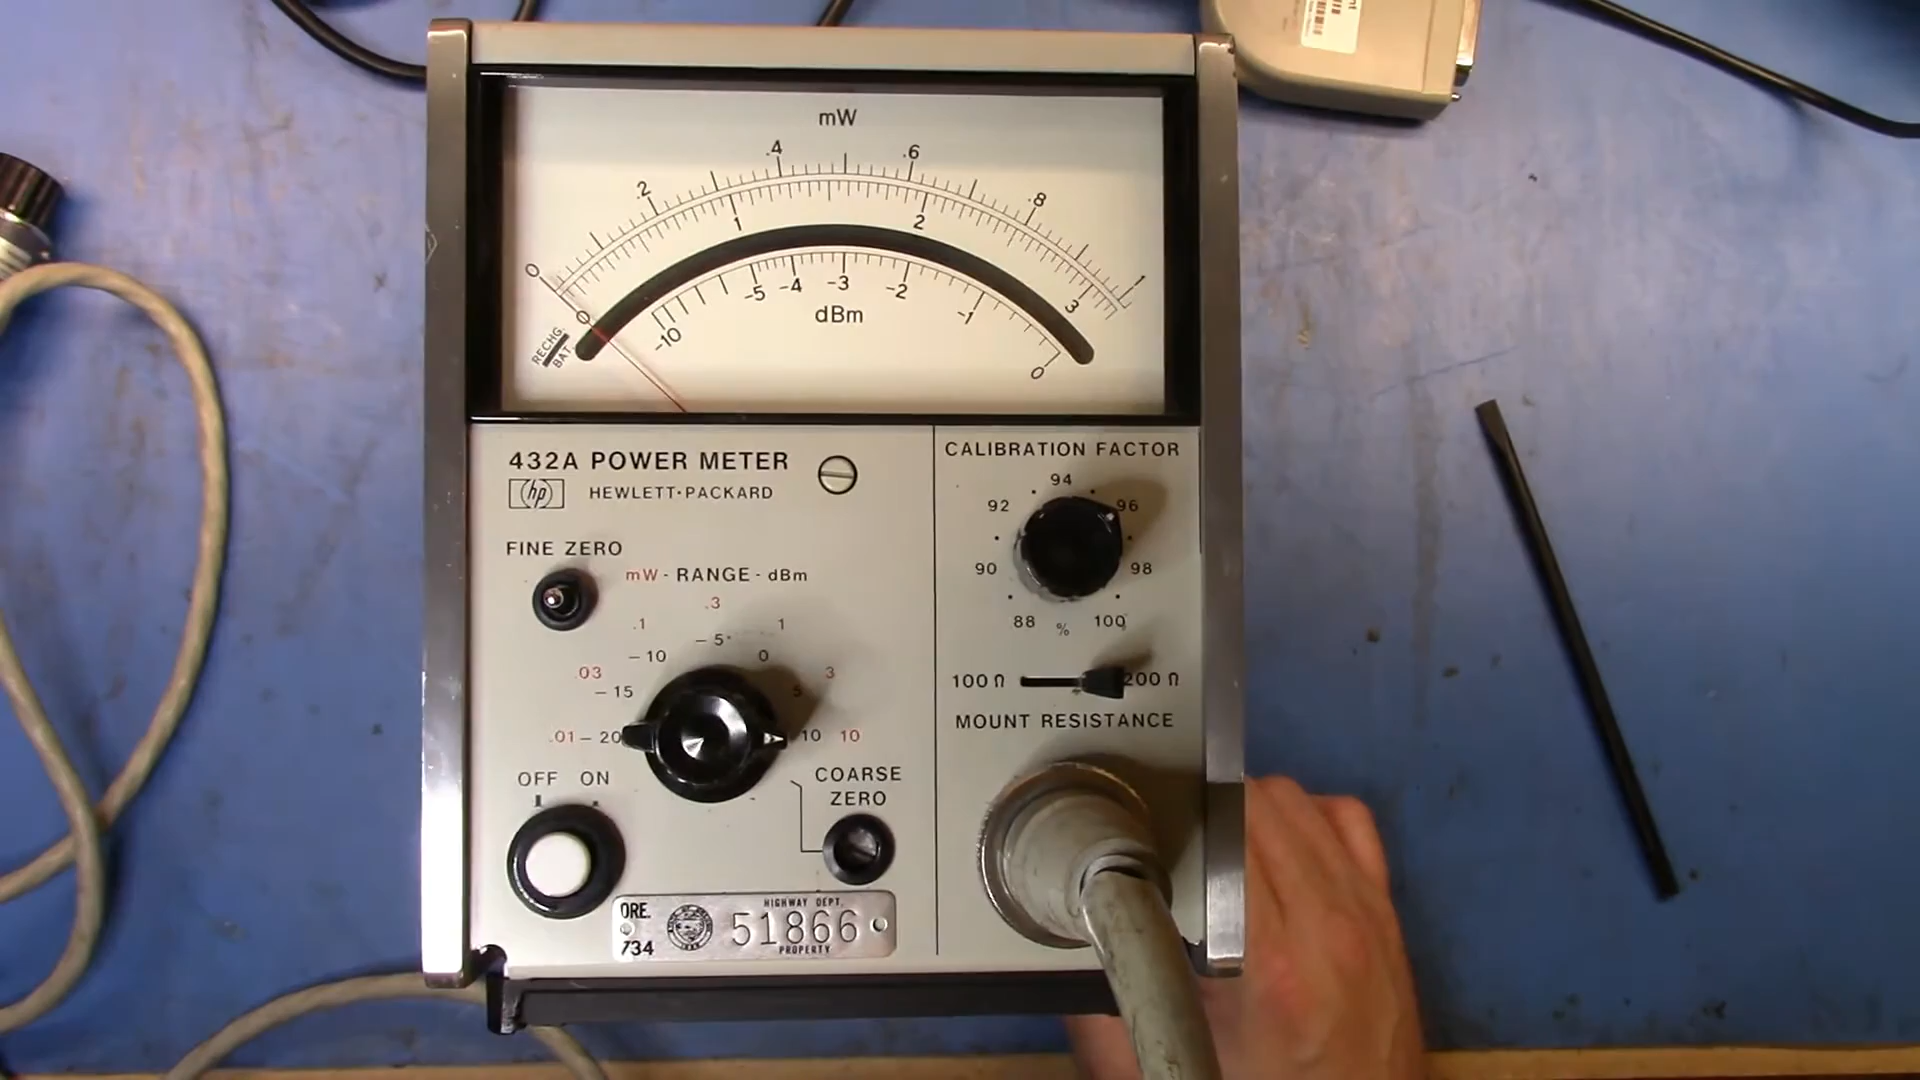 mW
.4 .6
.2 .8
1 2
0 1
0 3
-5 -4 -3 -2
-10 -1
dBm
RECHG.
BAT.
0
432A POWER METER
hp HEWLETT·PACKARD
CALIBRATION FACTOR
94
92 96
90 98
88 % 100
FINE ZERO
mW - RANGE - dBm
.3
.1 1
-5
-10 0
.03 3
-15 5
.01 -20 10 10
100 Ω 200 Ω
MOUNT RESISTANCE
OFF ON
COARSE
ZERO
ORE. HIGHWAY DEPT.
51866
734 PROPERTY